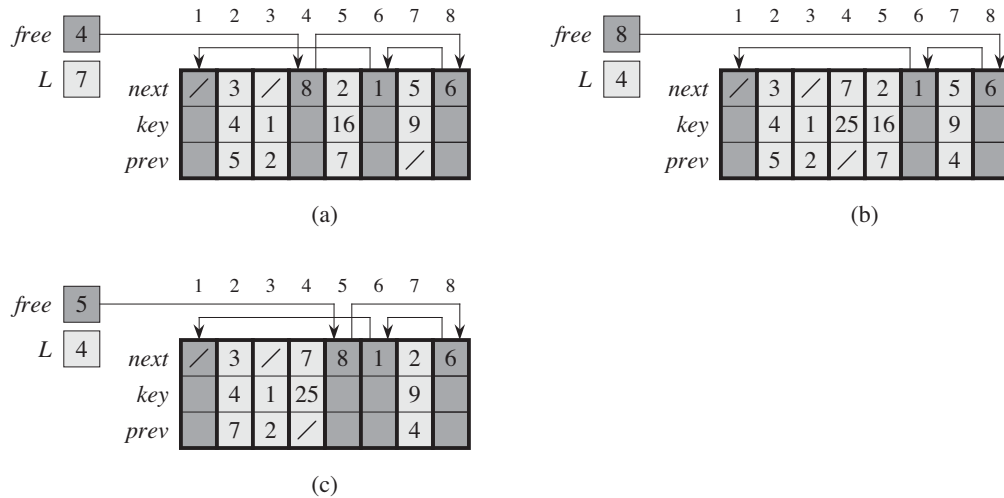 1 2 3 4 5 6 7 8
free 4
L 7
next / 3 / 8 2 1 5 6
key 4 1 16 9
prev 5 2 7 /
(a)
1 2 3 4 5 6 7 8
free 8
L 4
next / 3 / 7 2 1 5 6
key 4 1 25 16 9
prev 5 2 / 7 4
(b)
1 2 3 4 5 6 7 8
free 5
L 4
next / 3 / 7 8 1 2 6
key 4 1 25 9
prev 7 2 / 4
(c)